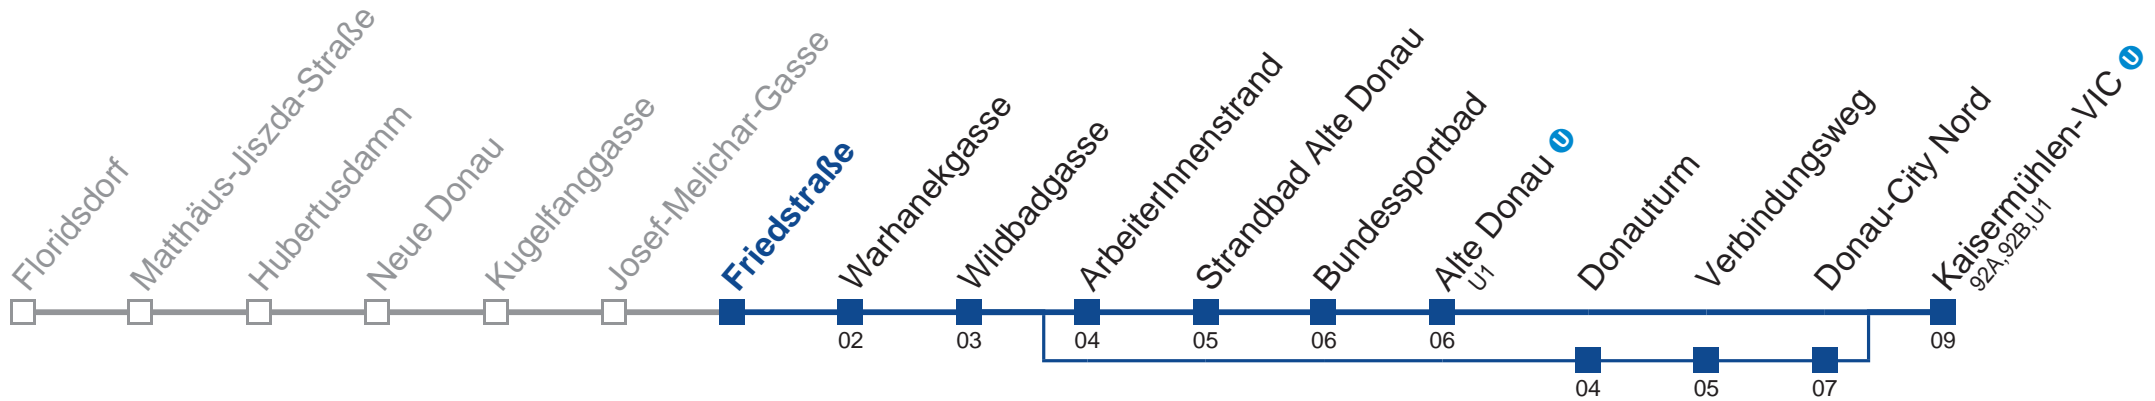 Floridsdorf
Matthäus-Jiszda-Straße
Hubertusdamm
Neue Donau
Kugelfanggasse
Josef-Melichar-Gasse
Friedstraße
Warhanekgasse
Wildbadgasse
ArbeiterInnenstrand
Strandbad Alte Donau
Bundessportbad
Alte Donau U
U1
Donauturm
Verbindungsweg
Donau-City Nord
Kaisermühlen-VIC U
92A,92B,U1
02 03 04 05 06 06 09
04 05 07